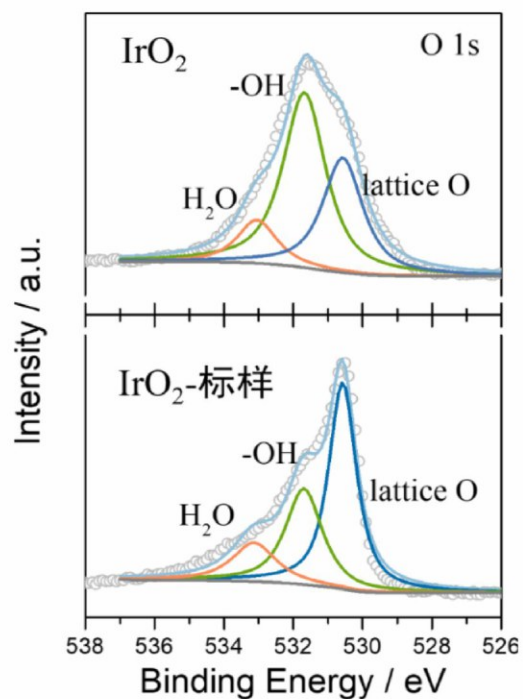 IrO₂
O 1s
-OH
H₂O
lattice O
IrO₂-标样
-OH
H₂O
lattice O
538 536 534 532 530 528 526
Binding Energy / eV
Intensity / a.u.